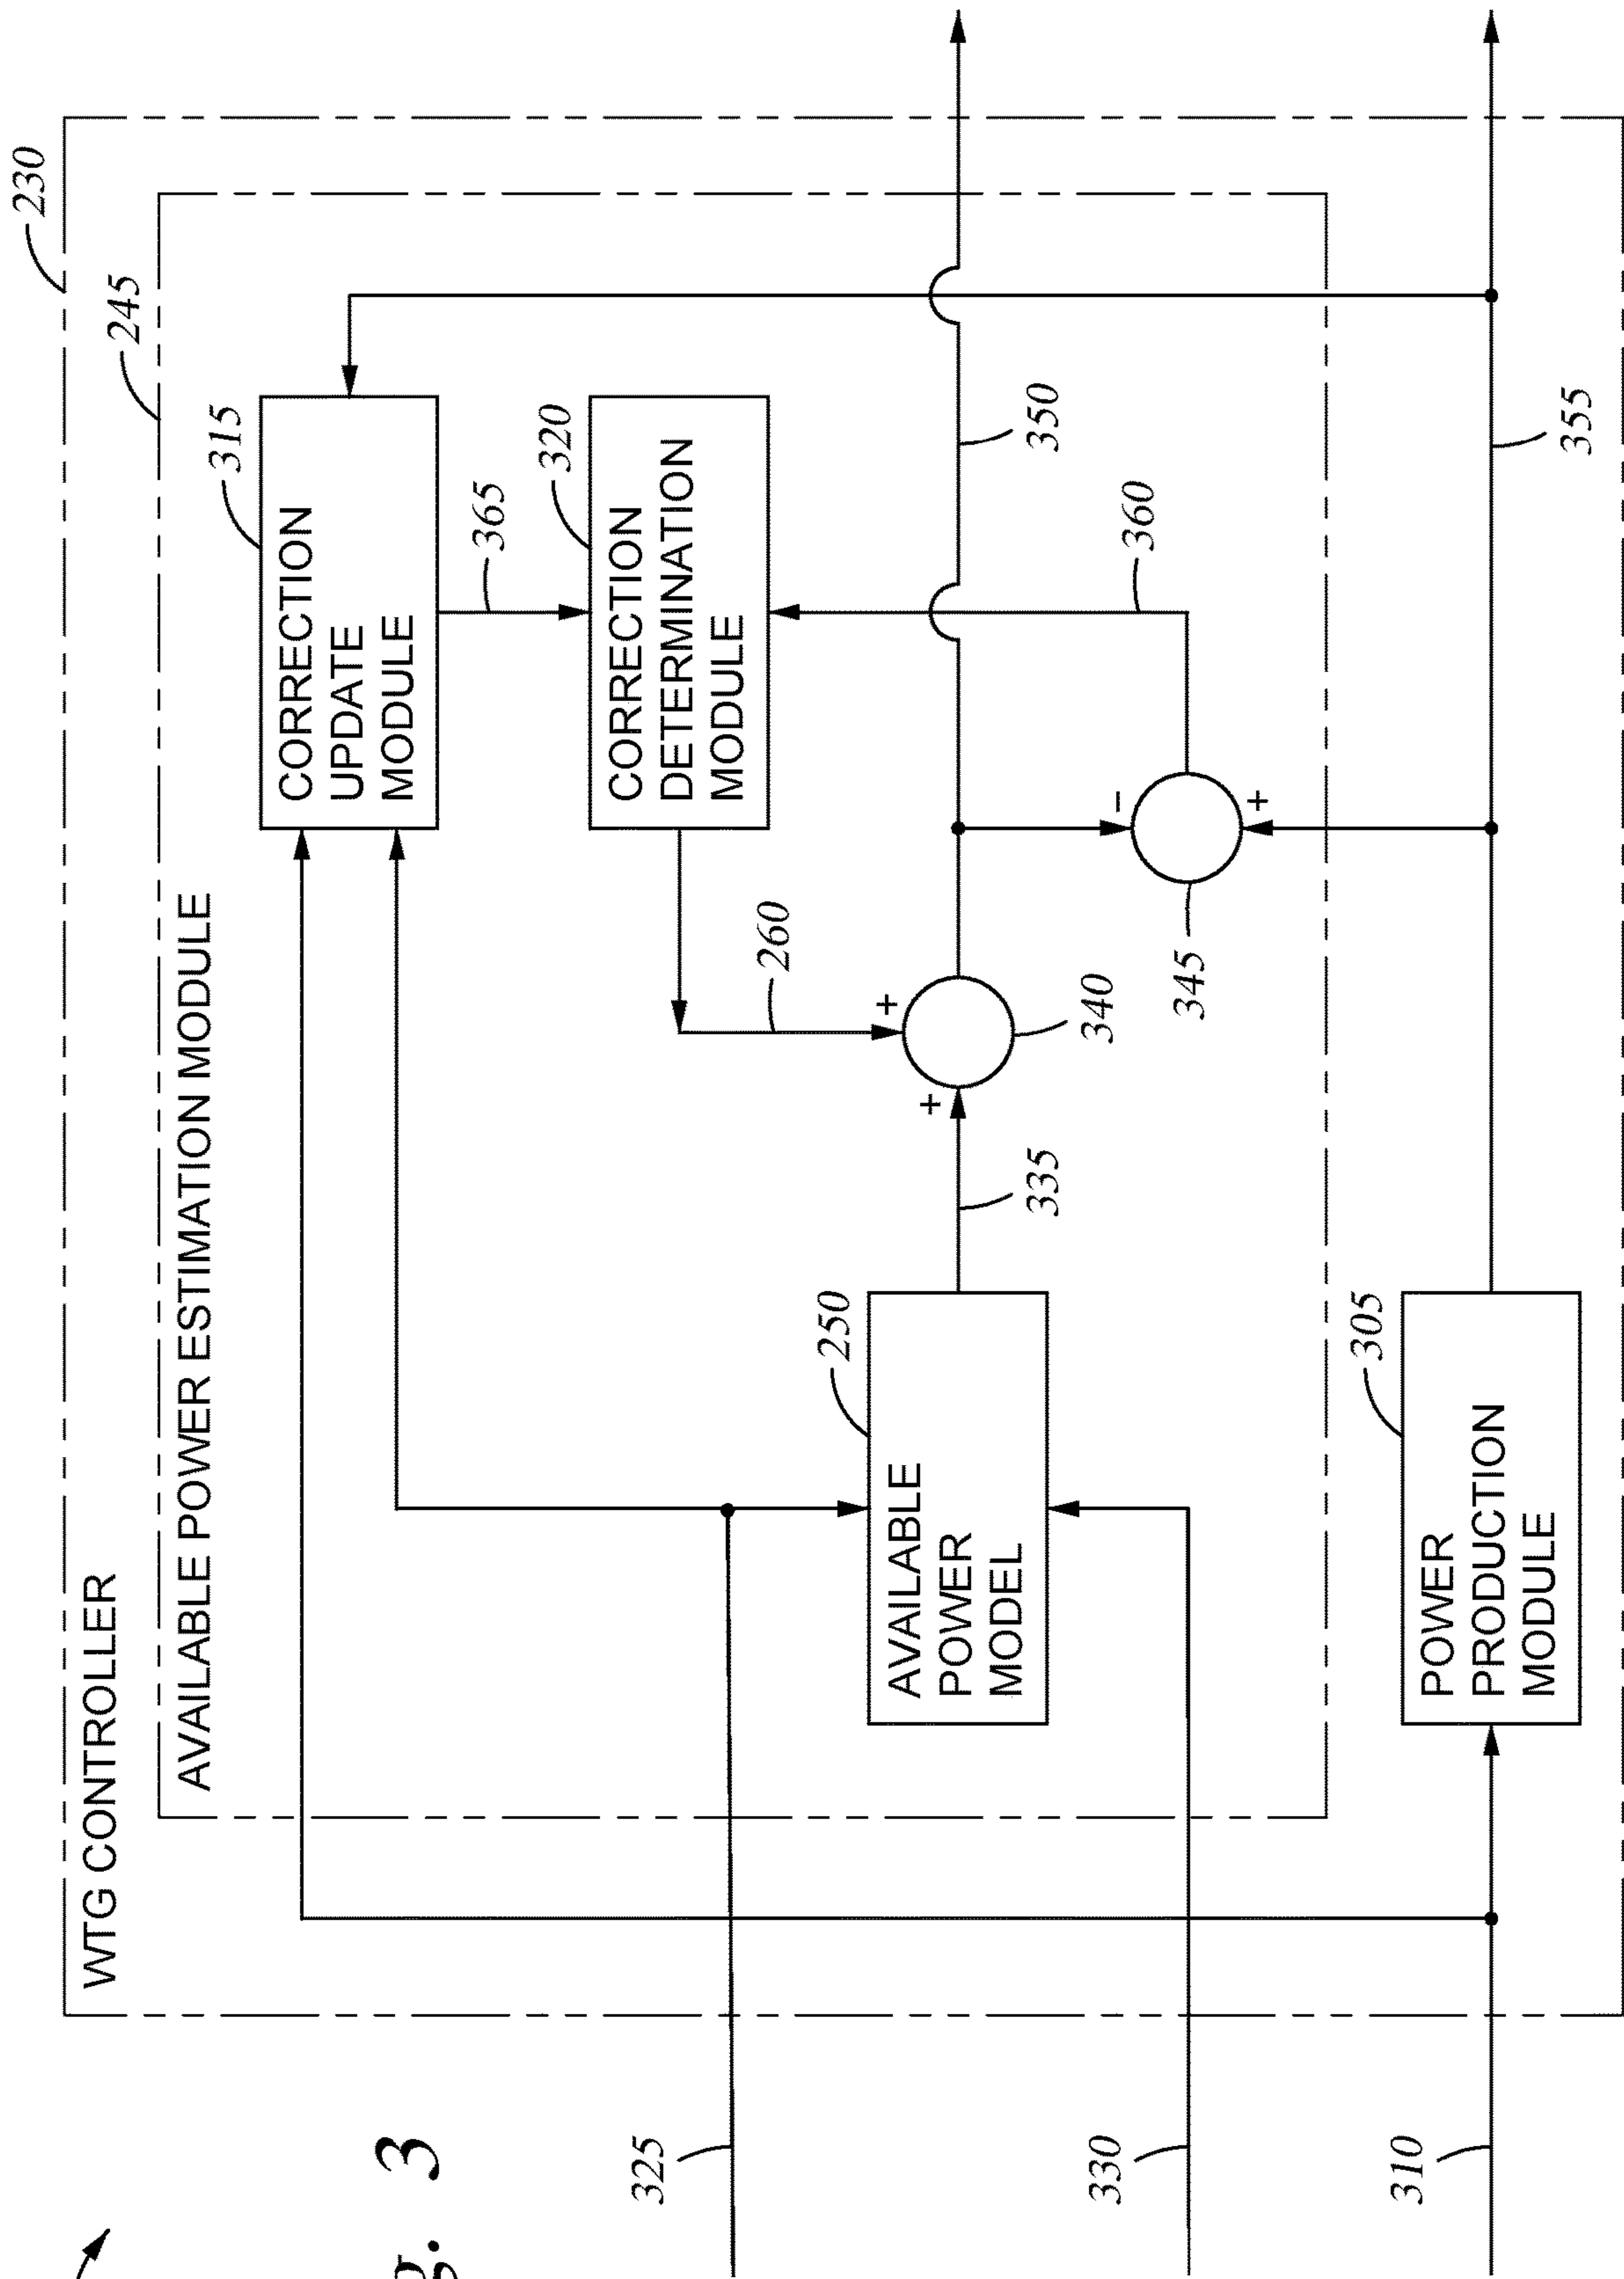 WTG CONTROLLER
230
AVAILABLE POWER ESTIMATION MODULE
245
CORRECTION
UPDATE
MODULE
315
365
CORRECTION
DETERMINATION
MODULE
320
260
325
AVAILABLE
POWER
MODEL
250
335
+
+
340
350
-
+
345
360
330
POWER
PRODUCTION
MODULE
305
310
355
g. 3